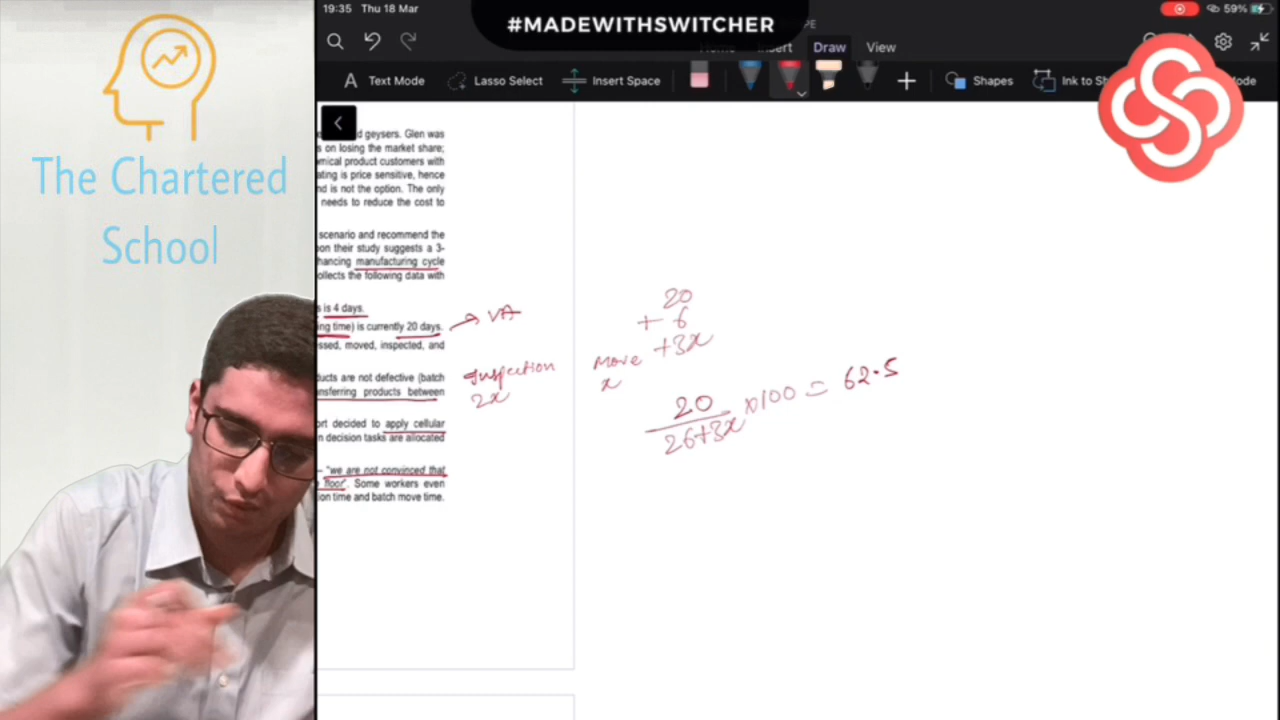 19:35 Thu 18 Mar
#MADEWITHSWITCHER
59%
Insert Draw View
Text Mode Lasso Select Insert Space Shapes Ink to Sh
The Chartered
School
d geysers. Glen was
s on losing the market share;
mical product customers with
ating is price sensitive, hence
nd is not the option. The only
needs to reduce the cost to
scenario and recommend the
on their study suggests a 3-
hancing manufacturing cycle
ollects the following data with
is 4 days.
ing time) is currently 20 days.
ssed, moved, inspected, and
ducts are not defective (batch
nsferring products between
ort decided to apply cellular
n decision tasks are allocated
– "we are not convinced that
floor". Some workers even
ion time and batch move time.
→ VA
Inspection
2x
Move
x
20
+ 6
+3x
20
26+3x
x100 = 62.5